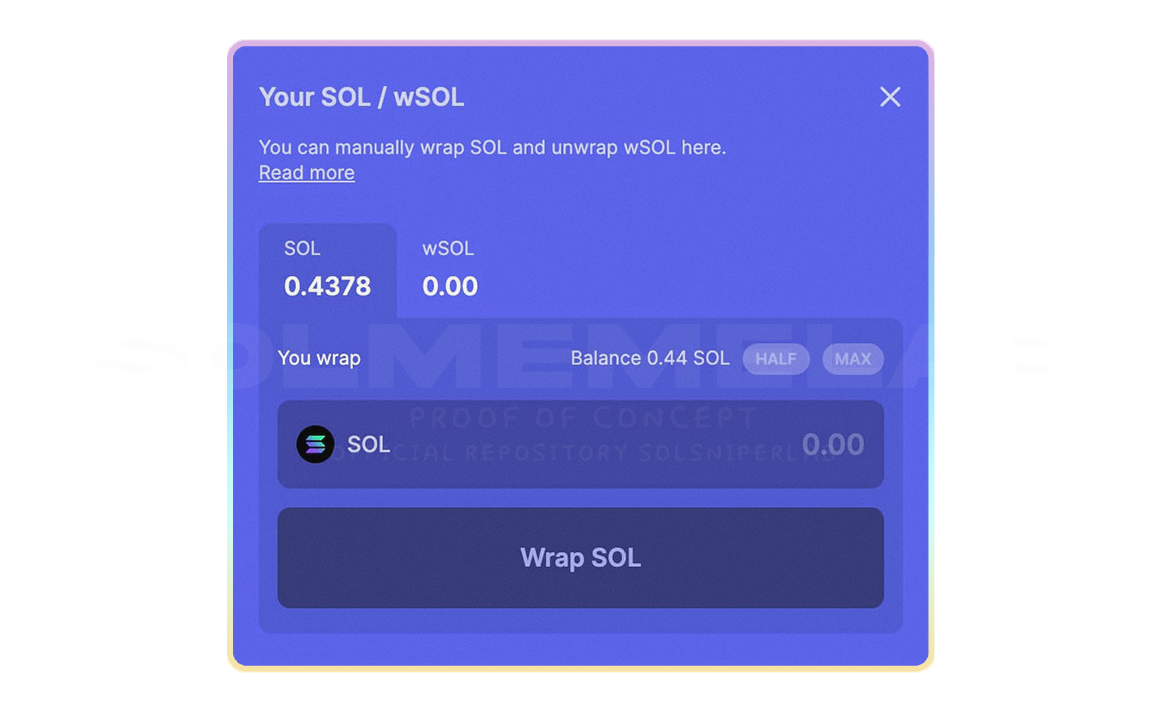 Your SOL / wSOL
You can manually wrap SOL and unwrap wSOL here.
Read more
SOL wSOL
0.4378 0.00
SOLMEMELAB
You wrap Balance 0.44 SOL HALF MAX
PROOF OF CONCEPT
SOL 0.00
REPOSITORY SOLSNIPERLAB
Wrap SOL